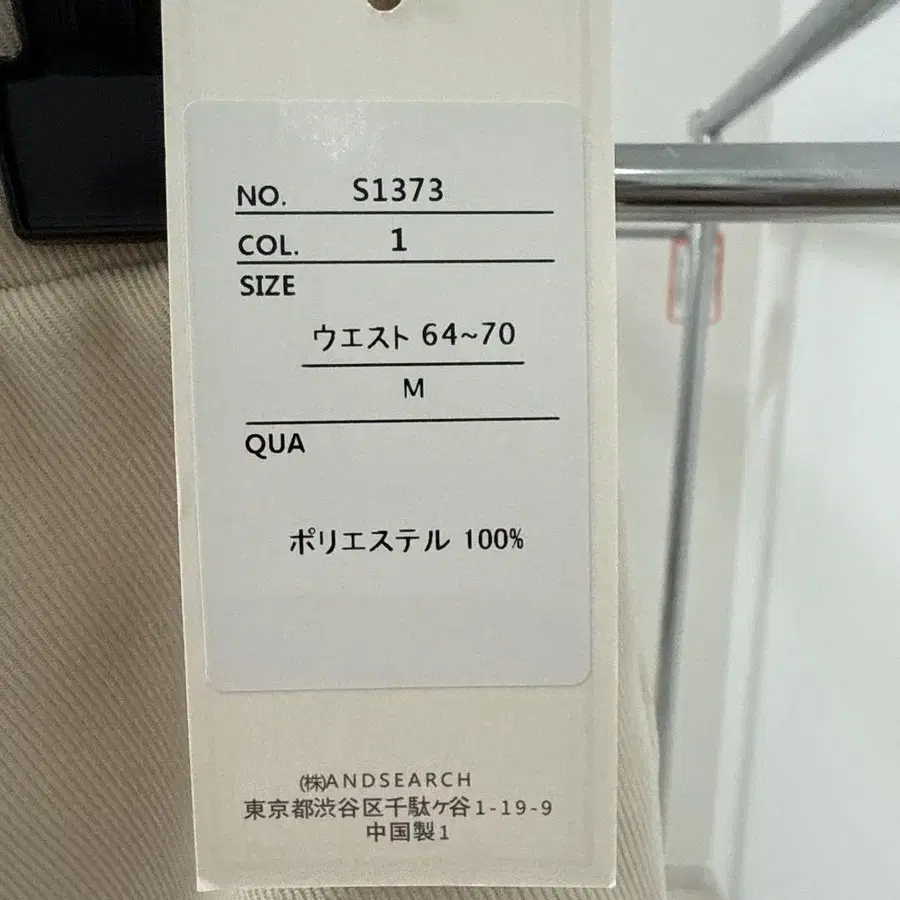 NO. S1373
COL. 1
SIZE
ウエスト 64~70
M
QUA
ポリエステル 100%
(株)ANDSEARCH
東京都渋谷区千駄ケ谷1-19-9
中国製1